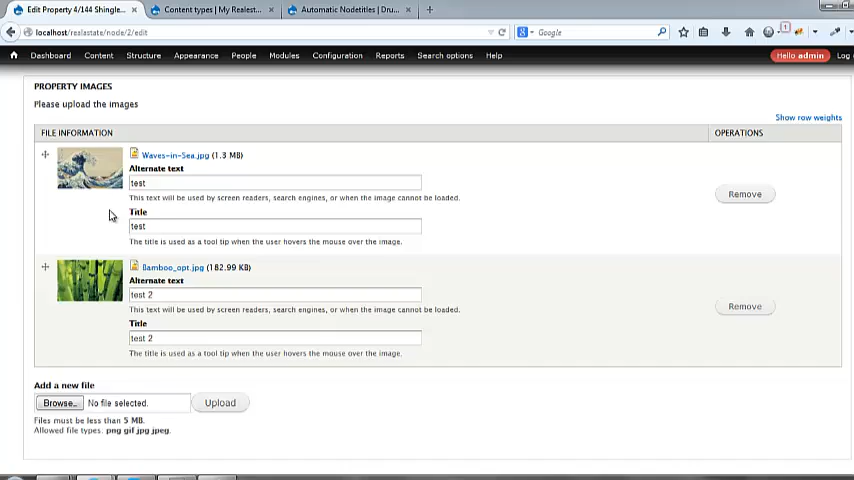 Edit Property 4/144 Shingle...
Content types | My Realest...
Automatic Nodetitles | Dru...
localhost/realestate/node/2/edit
Google
1
Dashboard Content Structure Appearance People Modules Configuration Reports Search options Help
Hello admin Log
PROPERTY IMAGES
Please upload the images
Show row weights
FILE INFORMATION OPERATIONS
Waves-in-Sea.jpg (1.3 MB)
Alternate text
test
This text will be used by screen readers, search engines, or when the image cannot be loaded.
Remove
Title
test
The title is used as a tool tip when the user hovers the mouse over the image.
Bamboo_opt.jpg (182.99 KB)
Alternate text
test 2
This text will be used by screen readers, search engines, or when the image cannot be loaded.
Remove
Title
test 2
The title is used as a tool tip when the user hovers the mouse over the image.
Add a new file
Browse... No file selected. Upload
Files must be less than 5 MB.
Allowed file types: png gif jpg jpeg.